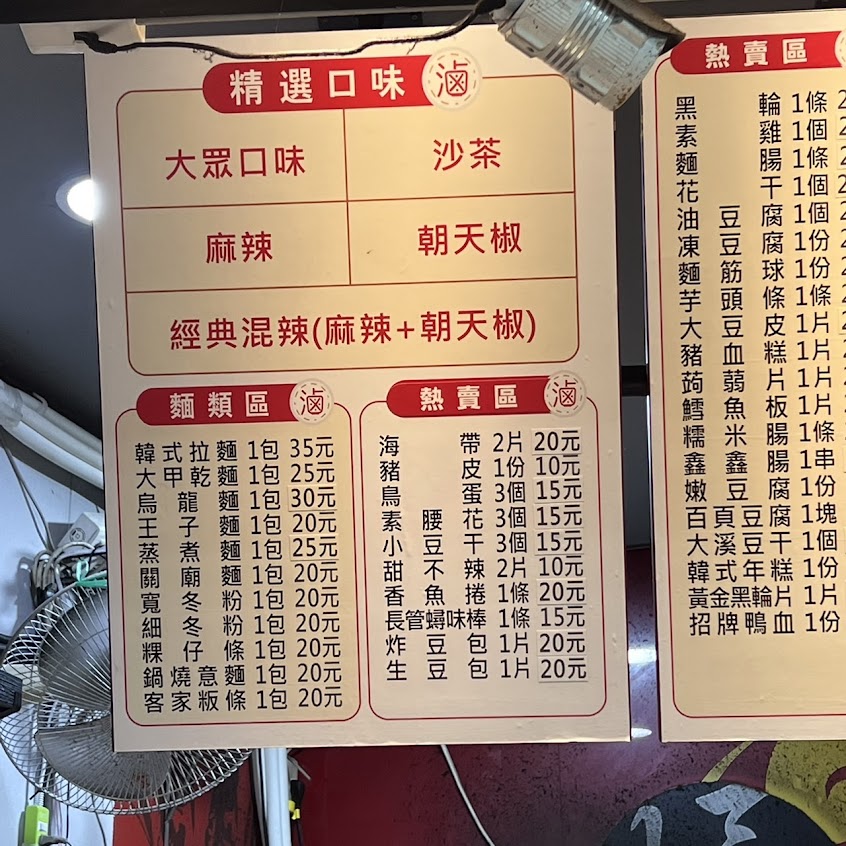 精選口味 滷
大眾口味 沙茶
麻辣 朝天椒
經典混辣(麻辣+朝天椒)
麵類區 滷
韓式拉麵 1包 35元
大甲乾麵 1包 25元
烏龍麵 1包 30元
王子麵 1包 20元
蒸煮麵 1包 25元
關廟麵 1包 20元
寬冬粉 1包 20元
細冬粉 1包 20元
粿仔條 1包 20元
鍋燒意麵 1包 20元
客家粄條 1包 20元
熱賣區 滷
海帶 2片 20元
豬皮 1份 10元
鳥蛋 3個 15元
素腰花 3個 15元
小豆干 3個 15元
甜不辣 2片 10元
香魚捲 1條 20元
長管蟳味棒 1條 15元
炸豆包 1片 20元
生豆包 1片 20元
熱賣區
黑輪 1條
素雞 1個
麵腸 1條
花干 1個
油豆腐 1個
凍豆腐 1份
麵筋球 1份
芋頭條 1條
大豆皮 1片
豬血糕 1片
蒟蒻片 1片
鱈魚板 1片
糯米腸 1條
鑫鑫腸 1串
嫩豆腐 1份
百頁豆腐 1塊
大溪豆干 1個
韓式年糕 1份
黃金黑輪片 1片
招牌鴨血 1份